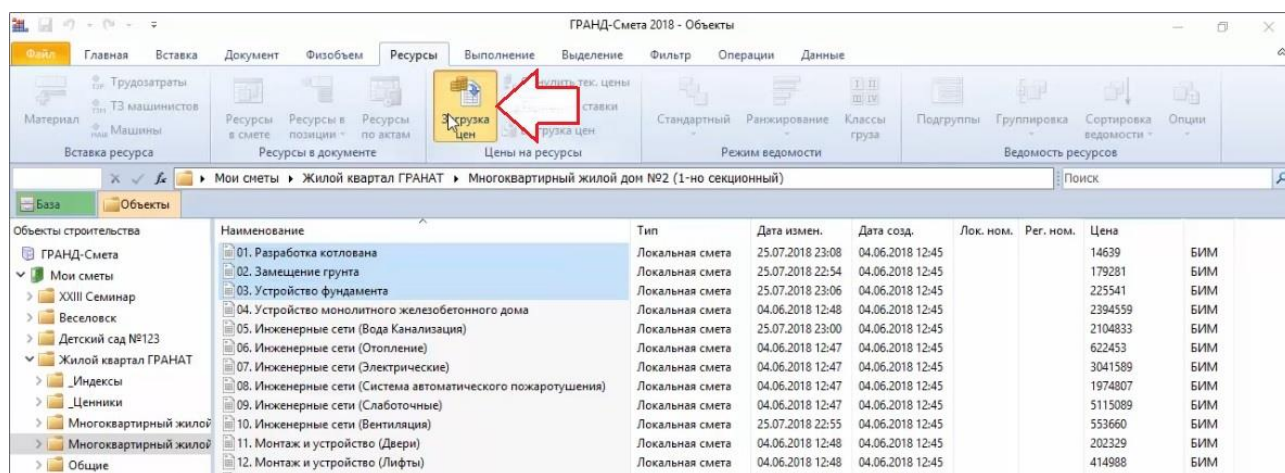 ГРАНД-Смета 2018 - Объекты
Файл Главная Вставка Документ Физобъем Ресурсы Выполнение Выделение Фильтр Операции Данные
Материал
Трудозатраты
ТЗ машинистов
Машины
Вставка ресурса
Ресурсы в смете
Ресурсы в позиции
Ресурсы по актам
Ресурсы в документе
цен
тек. цены
ставки
цен
Цены на ресурсы
Стандартный
Ранжирование
Классы груза
Режим ведомости
Подгруппы
Группировка
Сортировка ведомости
Опции
Ведомость ресурсов
fx Мои сметы Жилой квартал ГРАНАТ Многоквартирный жилой дом №2 (1-но секционный) Поиск
База Объекты
Объекты строительства
ГРАНД-Смета
Мои сметы
XXIII Семинар
Веселовск
Детский сад №123
Жилой квартал ГРАНАТ
_Индексы
_Ценники
Многоквартирный жилой
Многоквартирный жилой
Общие
Наименование Тип Дата измен. Дата созд. Лок. ном. Рег. ном. Цена
01. Разработка котлована Локальная смета 25.07.2018 23:08 04.06.2018 12:45 14639 БИМ
02. Замещение грунта Локальная смета 25.07.2018 22:54 04.06.2018 12:45 179281 БИМ
03. Устройство фундамента Локальная смета 25.07.2018 23:06 04.06.2018 12:45 225541 БИМ
04. Устройство монолитного железобетонного дома Локальная смета 04.06.2018 12:48 04.06.2018 12:45 2394559 БИМ
05. Инженерные сети (Вода Канализация) Локальная смета 25.07.2018 23:00 04.06.2018 12:45 2104833 БИМ
06. Инженерные сети (Отопление) Локальная смета 04.06.2018 12:47 04.06.2018 12:45 622453 БИМ
07. Инженерные сети (Электрические) Локальная смета 04.06.2018 12:47 04.06.2018 12:45 3041589 БИМ
08. Инженерные сети (Система автоматического пожаротушения) Локальная смета 04.06.2018 12:47 04.06.2018 12:45 1974807 БИМ
09. Инженерные сети (Слаботочные) Локальная смета 04.06.2018 12:47 04.06.2018 12:45 5115089 БИМ
10. Инженерные сети (Вентиляция) Локальная смета 25.07.2018 22:55 04.06.2018 12:45 553660 БИМ
11. Монтаж и устройство (Двери) Локальная смета 04.06.2018 12:48 04.06.2018 12:45 202329 БИМ
12. Монтаж и устройство (Лифты) Локальная смета 04.06.2018 12:48 04.06.2018 12:45 414988 БИМ